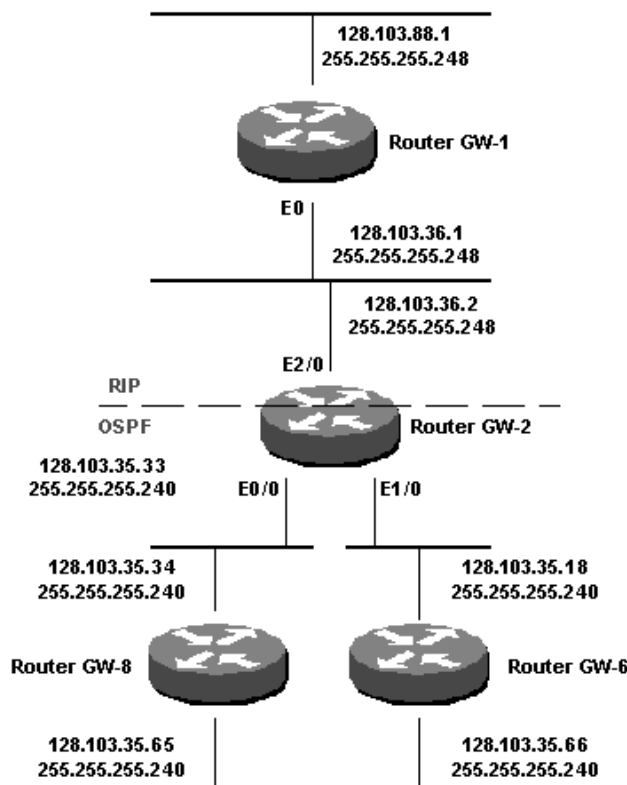 128.103.88.1
255.255.255.248
Router GW-1
E0
128.103.36.1
255.255.255.248
128.103.36.2
255.255.255.248
E2/0
RIP
OSPF
Router GW-2
128.103.35.33
255.255.255.240
E0/0
E1/0
128.103.35.34
255.255.255.240
128.103.35.18
255.255.255.240
Router GW-8
Router GW-6
128.103.35.65
255.255.255.240
128.103.35.66
255.255.255.240